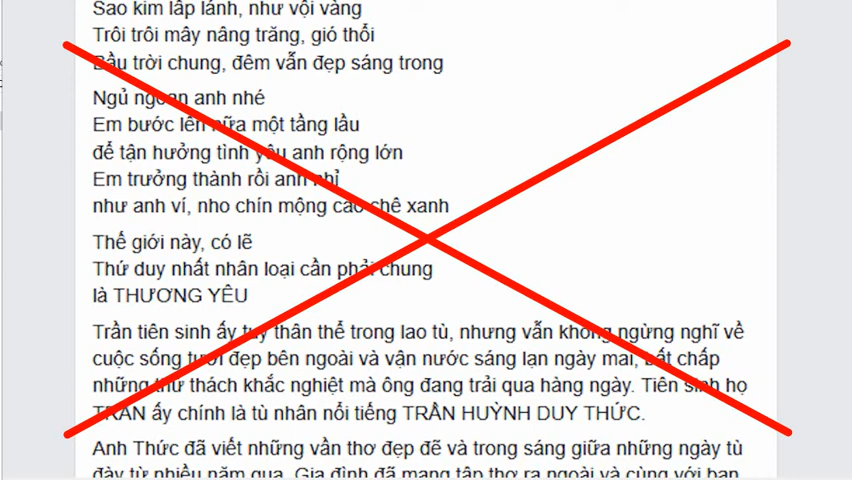 Sao kim lấp lánh, như vội vàng
Trôi trôi mây nâng trăng, gió thổi
Bầu trời chung, đêm vẫn đẹp sáng trong
Ngủ ngoan anh nhé
Em bước lên nữa một tầng lầu
để tận hưởng tình yêu anh rộng lớn
Em trưởng thành rồi anh nhỉ
như anh ví, nho chín mộng cao chê xanh
Thế giới này, có lẽ
Thứ duy nhất nhân loại cần phải chung
là THƯƠNG YÊU
Trần tiên sinh ấy tuy thân thể trong lao tù, nhưng vẫn không ngừng nghĩ về
cuộc sống tươi đẹp bên ngoài và vận nước sáng lạn ngày mai, bất chấp
những thử thách khắc nghiệt mà ông đang trải qua hàng ngày. Tiên sinh họ
TRẦN ấy chính là tù nhân nổi tiếng TRẦN HUỲNH DUY THỨC.
Anh Thức đã viết những vần thơ đẹp đẽ và trong sáng giữa những ngày tù
đày từ nhiều năm qua. Gia đình đã mang tập thơ ra ngoài và cùng với bạn